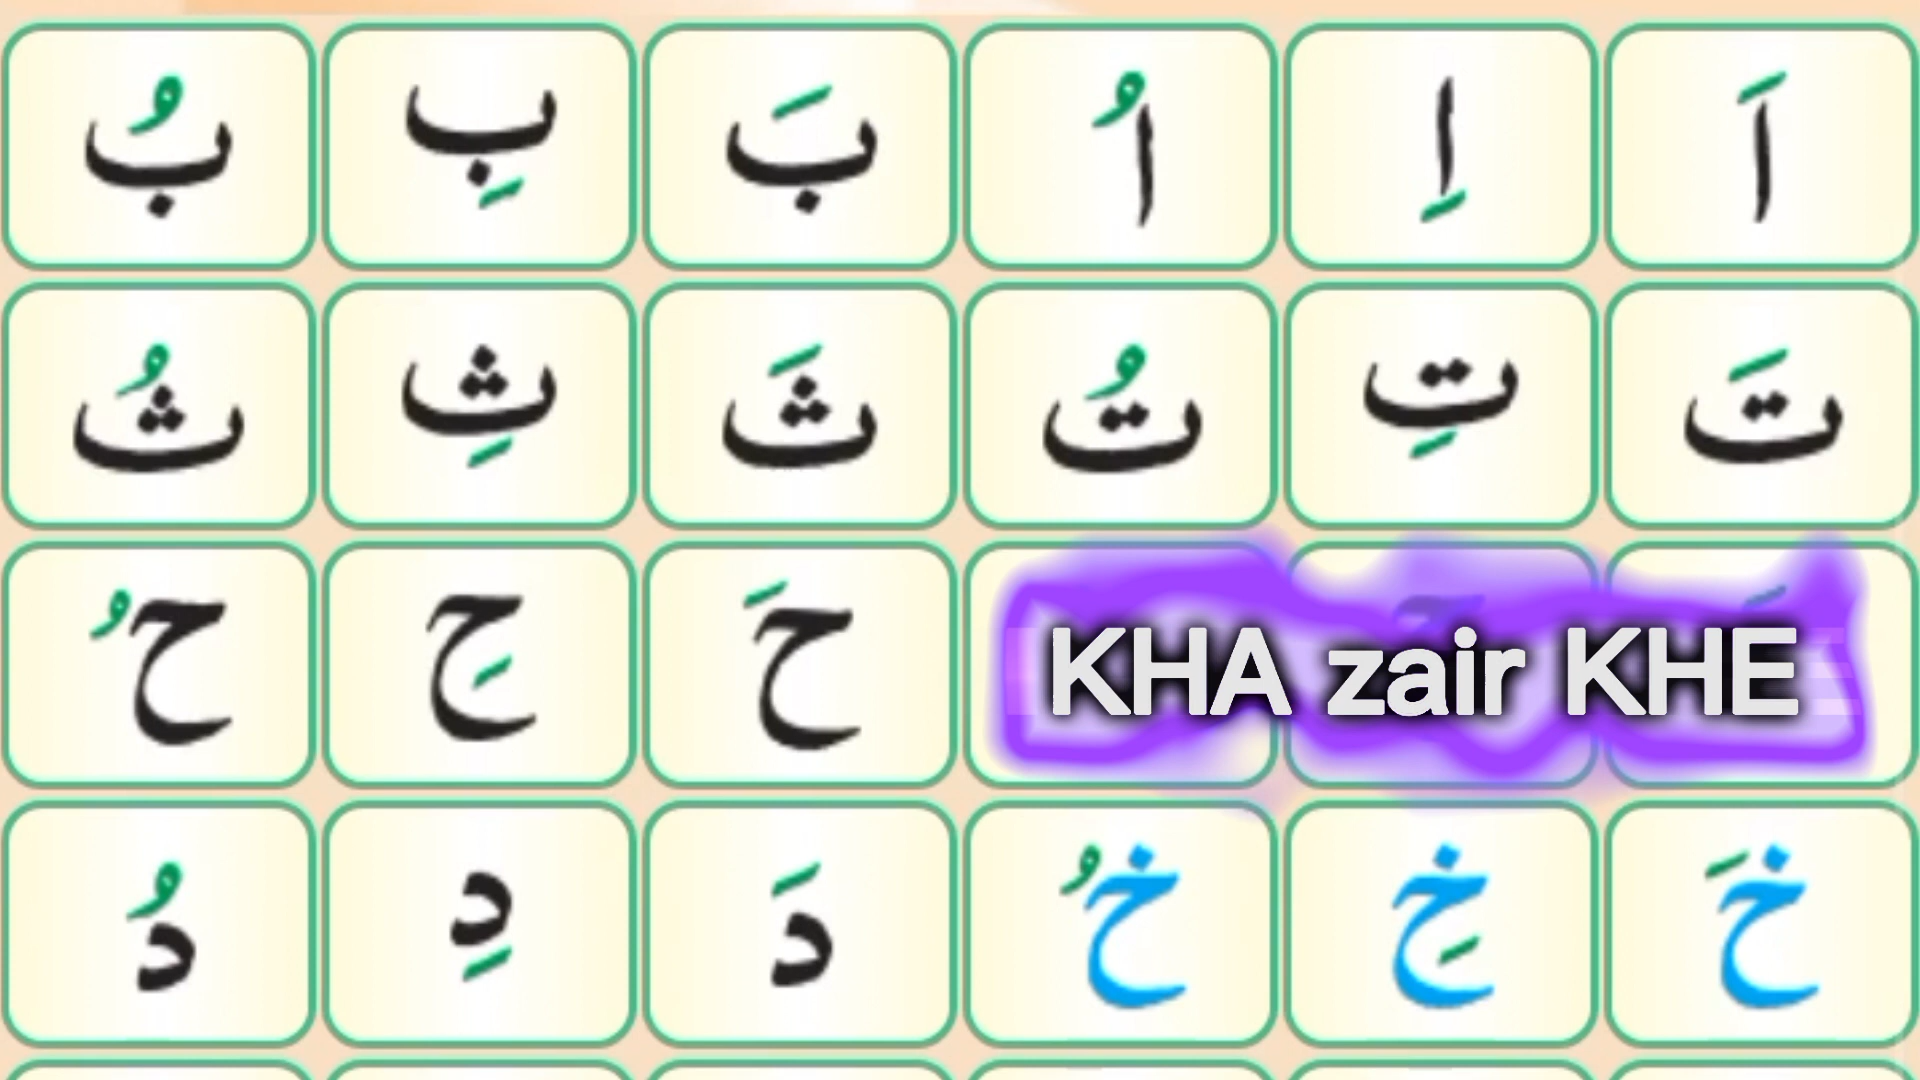 اَ اِ اُ بَ بِ بُ
تَ تِ تُ ثَ ثِ ثُ
KHA zair KHE حَ حِ حُ
خَ خِ خُ دَ دِ دُ